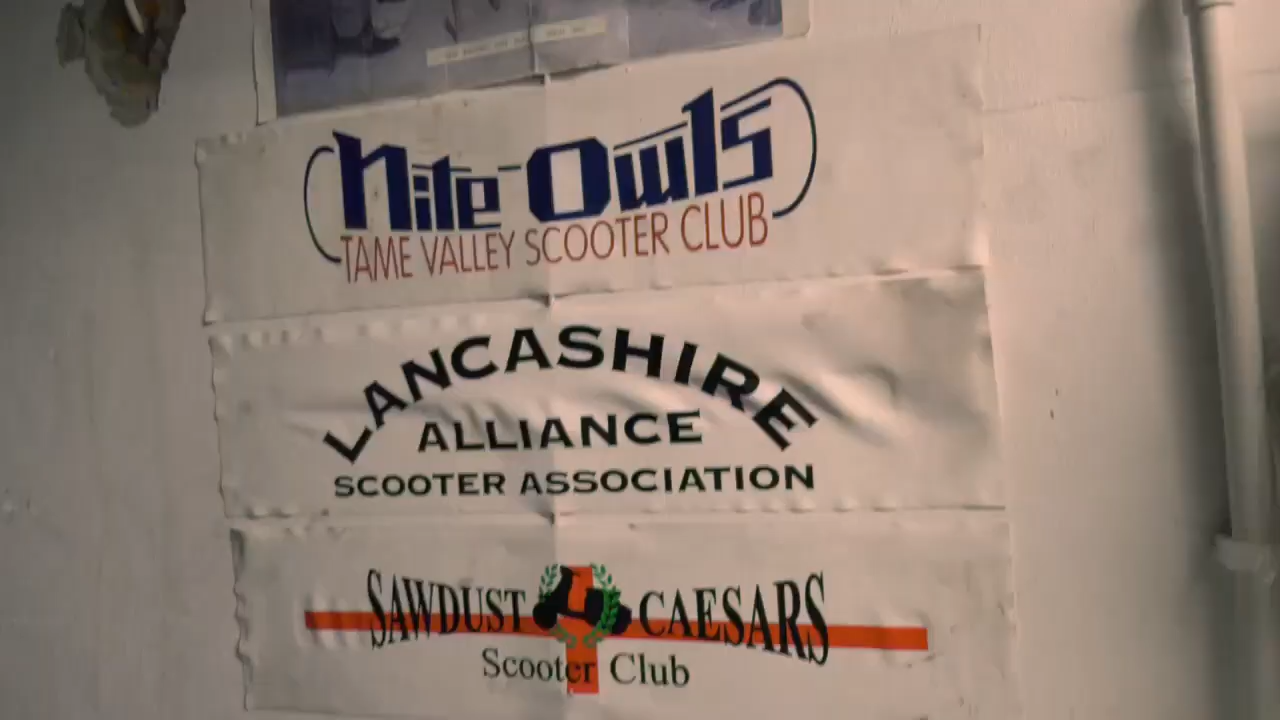 Nite Owls
TAME VALLEY SCOOTER CLUB
LANCASHIRE
ALLIANCE
SCOOTER ASSOCIATION
SAWDUST CAESARS
Scooter Club